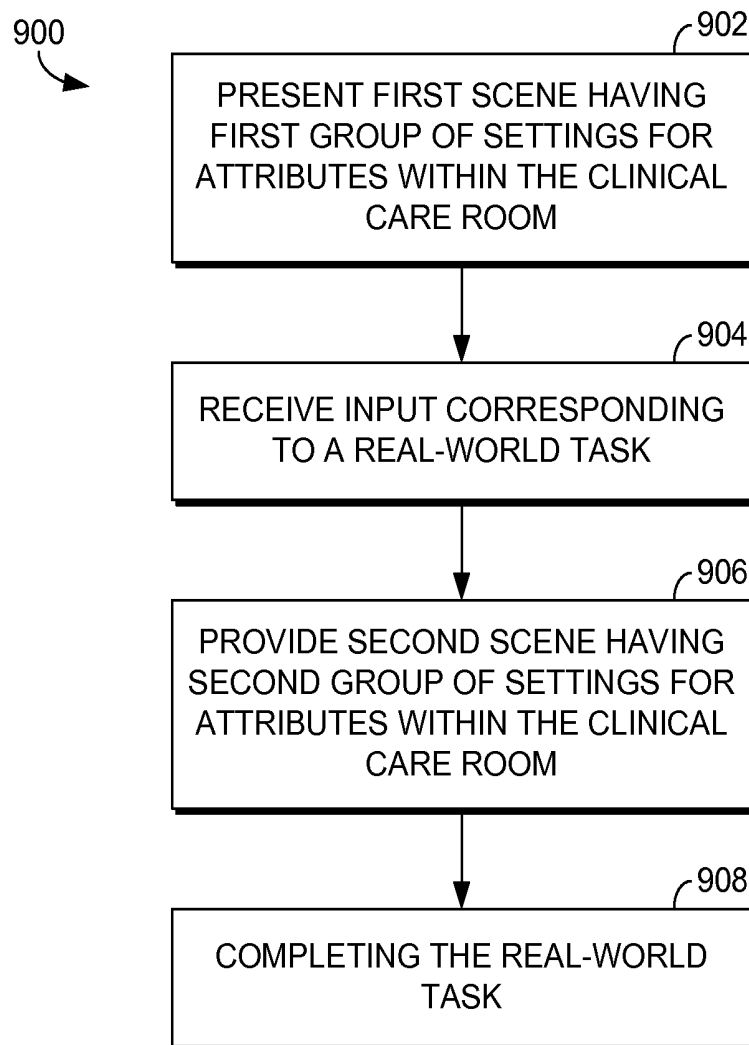 900
902
PRESENT FIRST SCENE HAVING
FIRST GROUP OF SETTINGS FOR
ATTRIBUTES WITHIN THE CLINICAL
CARE ROOM
904
RECEIVE INPUT CORRESPONDING
TO A REAL-WORLD TASK
906
PROVIDE SECOND SCENE HAVING
SECOND GROUP OF SETTINGS FOR
ATTRIBUTES WITHIN THE CLINICAL
CARE ROOM
908
COMPLETING THE REAL-WORLD
TASK